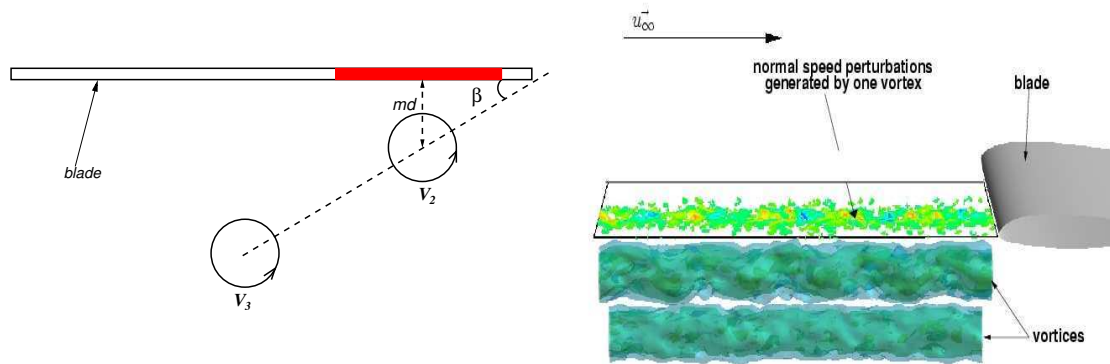 blade
md
β
V2
V3
u∞
normal speed perturbations
generated by one vortex
blade
vortices